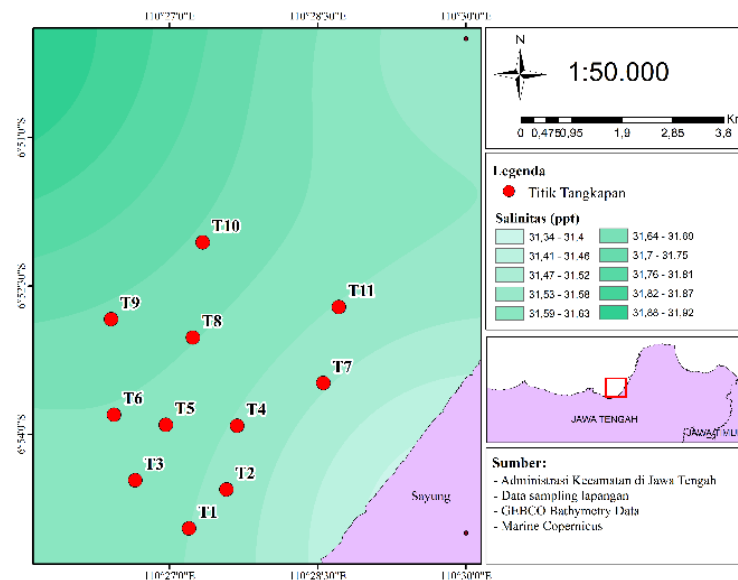 110°27'0"E 110°28'30"E 110°30'0"E
6°51'0"S
6°52'30"S
6°54'0"S
T10
T11
T9
T8
T7
T6
T5
T4
T3
T2
T1
Sayung
110°27'0"E 110°28'30"E 110°30'0"E
N
1:50.000
Km
0 0,475 0,95 1,9 2,85 3,8
Legenda
Titik Tangkapan
Salinitas (ppt)
31,34 - 31.4 31,64 - 31.69
31,41 - 31.46 31,7 - 31.75
31,47 - 31.52 31,76 - 31.81
31,53 - 31.58 31,82 - 31.87
31,59 - 31.63 31,88 - 31.92
JAWA TENGAH
Sumber:
- Administrasi Kecamatan di Jawa Tengah
- Data sampling lapangan
- GEBCO Bathymetry Data
- Marine Copernicus